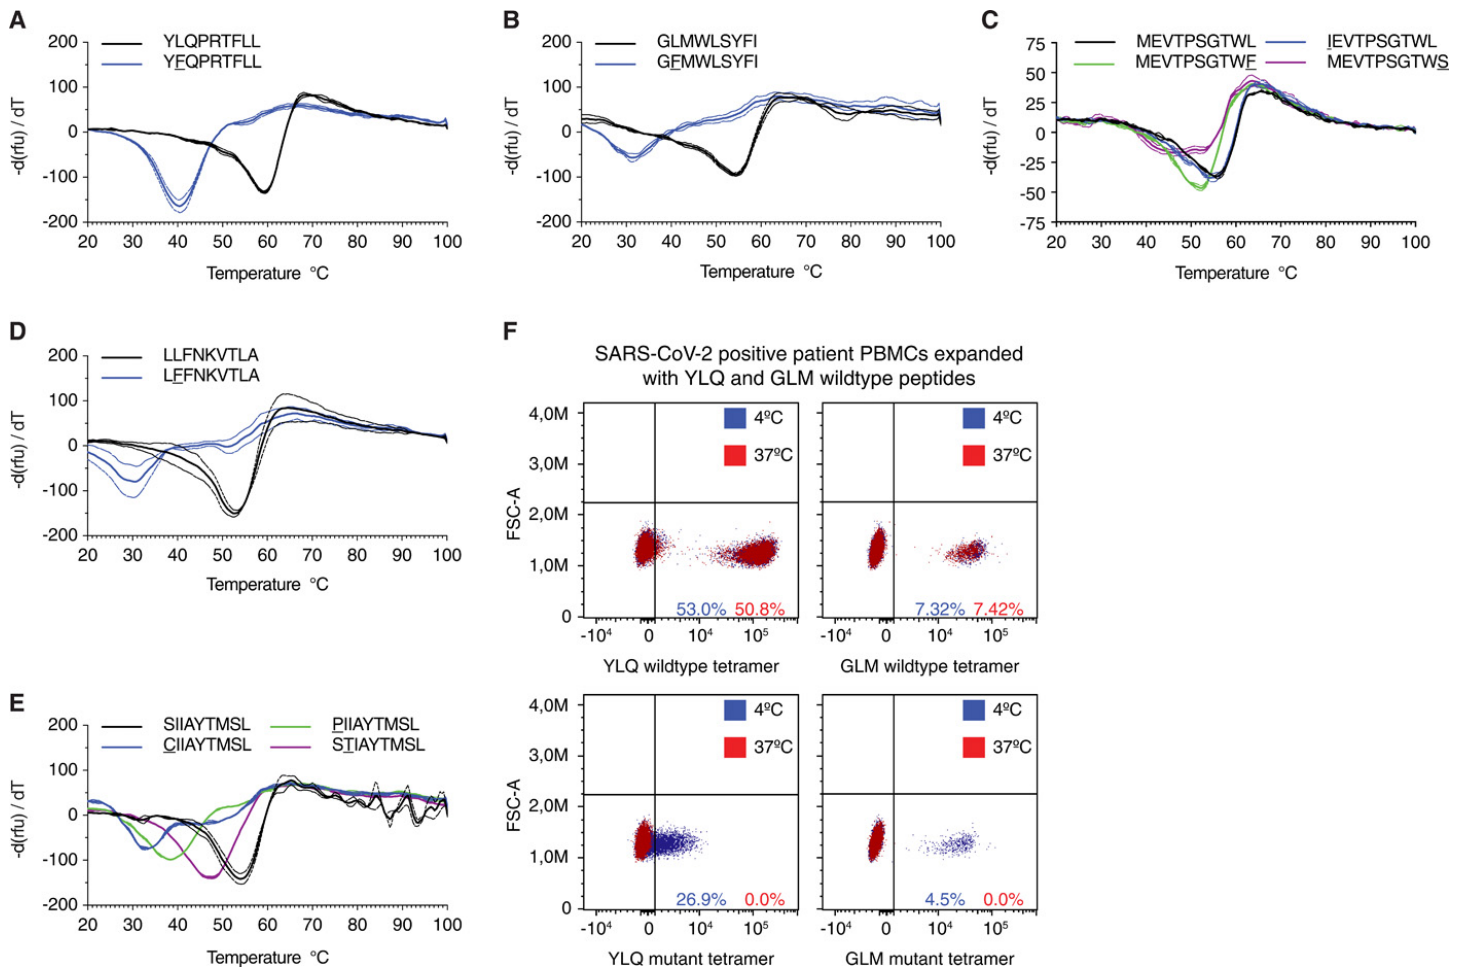 A
YLQPRTFLL
YFQPRTFLL
200
100
0
-100
-200
-d(rfu) / dT
20 30 40 50 60 70 80 90 100
Temperature °C
B
GLMWLSYFI
GFMWLSYFI
200
100
0
-100
-200
-d(rfu) / dT
20 30 40 50 60 70 80 90 100
Temperature °C
C
MEVTPSGTWL IEVTPSGTWL
MEVTPSGTWF MEVTPSGTWS
75
50
25
0
-25
-50
-75
-d(rfu) / dT
20 30 40 50 60 70 80 90 100
Temperature °C
D
LLFNKVTLA
LFFNKVTLA
200
100
0
-100
-200
-d(rfu) / dT
20 30 40 50 60 70 80 90 100
Temperature °C
E
SIIAYTMSL PIIAYTMSL
CIIAYTMSL STIAYTMSL
200
100
0
-100
-200
-d(rfu) / dT
20 30 40 50 60 70 80 90 100
Temperature °C
F
SARS-CoV-2 positive patient PBMCs expanded
with YLQ and GLM wildtype peptides
4,0M
3,0M
2,0M
1,0M
0
FSC-A
4ºC
37ºC
53.0% 50.8%
-10⁴ 0 10⁴ 10⁵
YLQ wildtype tetramer
4ºC
37ºC
7.32% 7.42%
-10⁴ 0 10⁴ 10⁵
GLM wildtype tetramer
4,0M
3,0M
2,0M
1,0M
0
FSC-A
4ºC
37ºC
26.9% 0.0%
-10⁴ 0 10⁴ 10⁵
YLQ mutant tetramer
4ºC
37ºC
4.5% 0.0%
-10⁴ 0 10⁴ 10⁵
GLM mutant tetramer